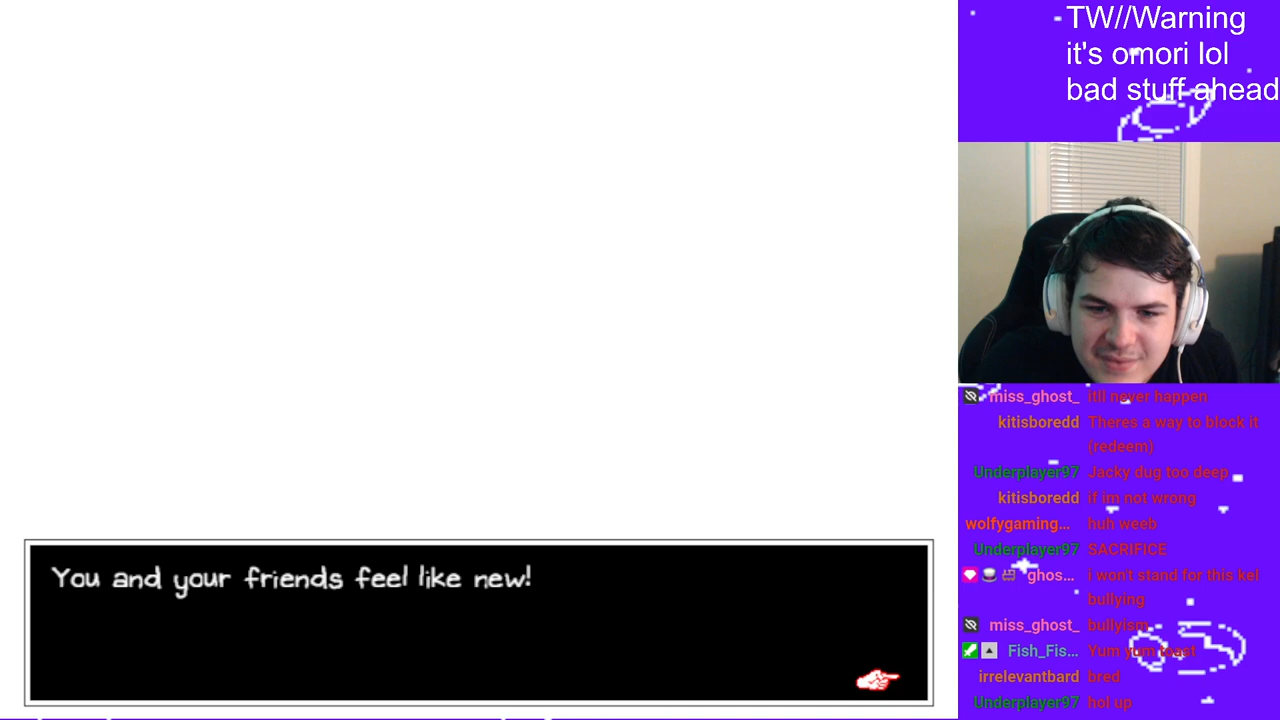 TW//Warning
it's omori lol
bad stuff ahead
miss_ghost_ itll never happen
kitisboredd Theres a way to block it
(redeem)
Underplayer97 Jacky dug too deep
kitisboredd if im not wrong
wolfygaming... huh weeb
Underplayer97 SACRIFICE
ghos... i won't stand for this kel
bullying
miss_ghost_ bullyism
Fish_Fis... Yum yum toast
irrelevantbard bred
Underplayer97 hol up
You and your friends feel like new!